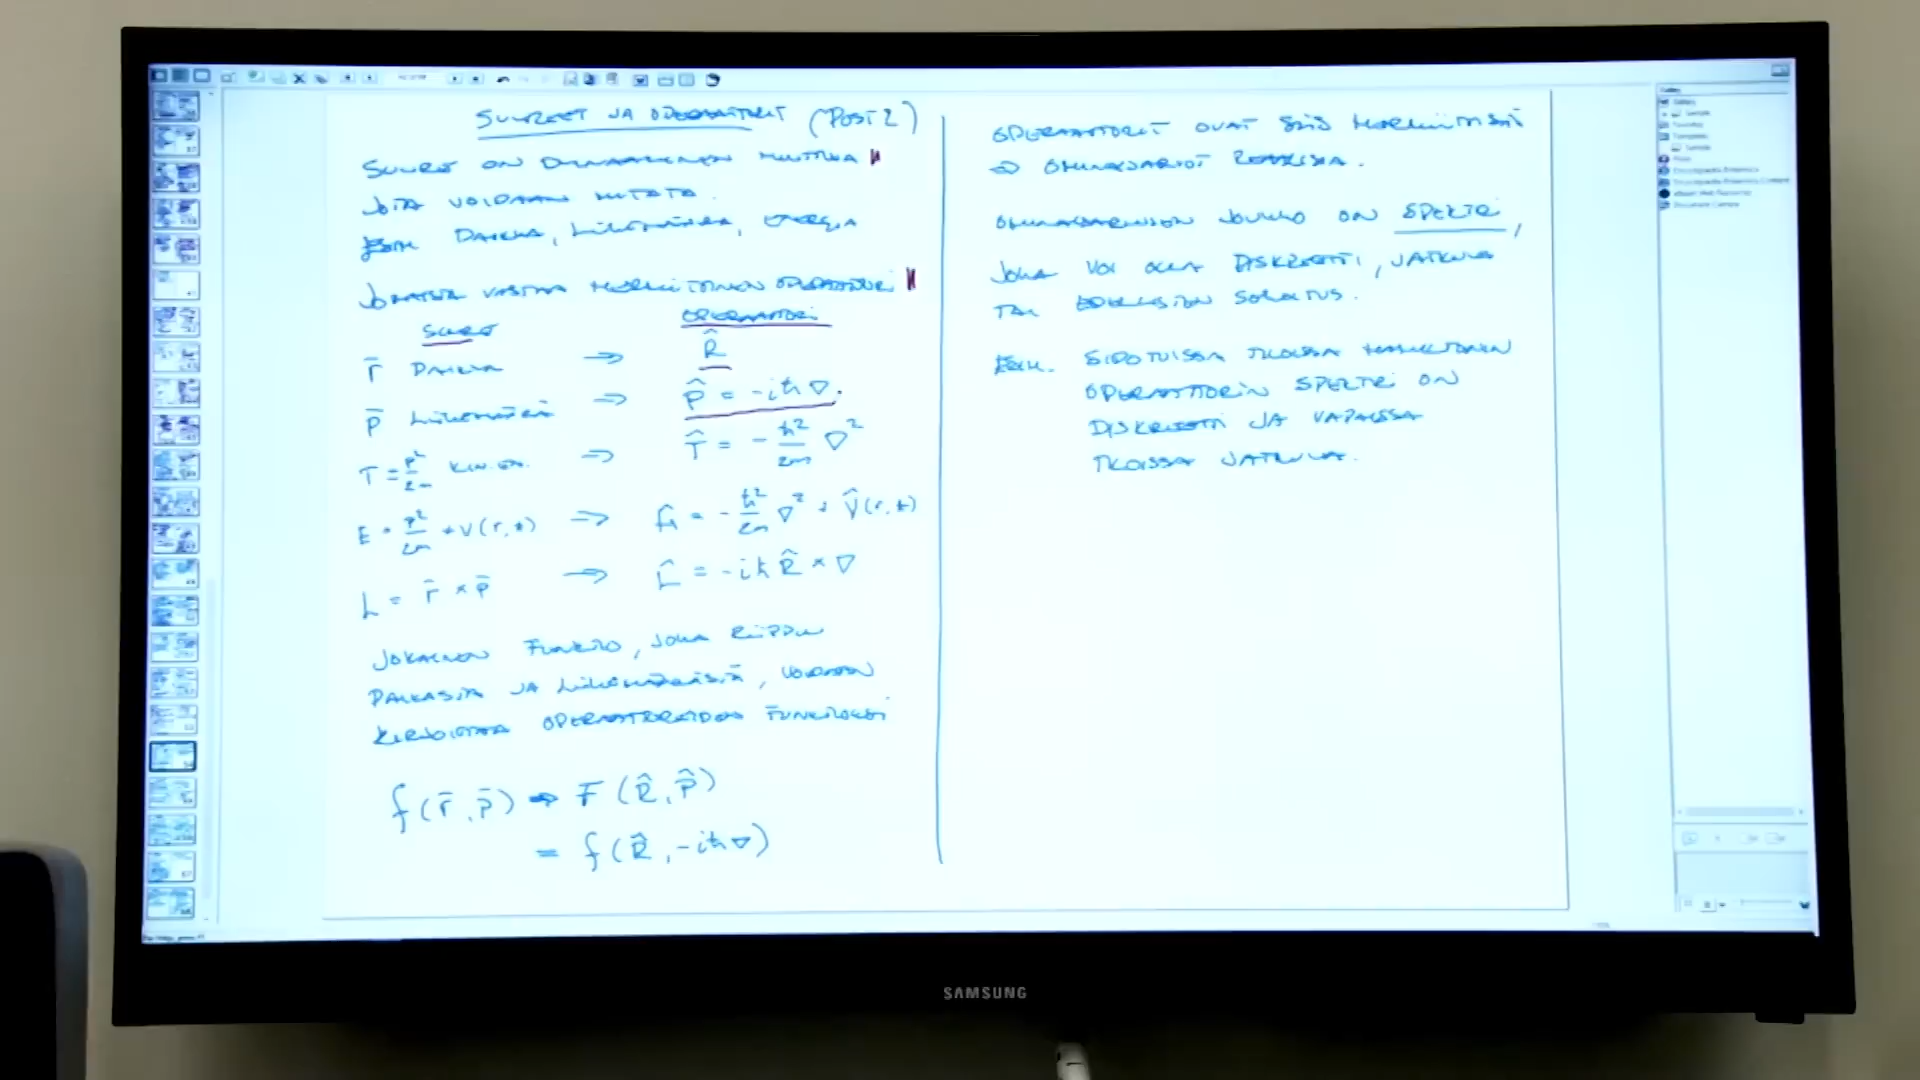 SUUREET JA OPERAATTORIT (POST 2)
SUURE ON DYNAAMINEN MUUTTUJA
JOTA VOIDAAN MITATA.
ESIM. PAIKKA, LIIKEMÄÄRÄ, ENERGIA
JOKAISTA VASTAA HERMIITTINEN OPERAATTORI
SUURE OPERAATTORI
r̄ PAIKKA ⇒ R̂
p̄ LIIKEMÄÄRÄ ⇒ p̂ = -iħ∇.
T = p²/2m KIN. EN. ⇒ T̂ = -ħ²/2m ∇²
E = p²/2m + V(r,t) ⇒ Ĥ = -ħ²/2m ∇² + V̂(r,t)
L = r̄ × p̄ ⇒ L̂ = -iħ R̂ × ∇
JOKAINEN FUNKTIO, JOKA RIIPPUU
PAIKASTA JA LIIKEMÄÄRÄSTÄ, VOIDAAN
KIRJOITTAA OPERAATTOREIDEN FUNKTIOKSI
f(r̄,p̄) ⇒ F(R̂,p̂)
= f(R̂,-iħ∇)
OPERAATTORIT OVAT SIIS HERMIITTISIÄ
⇒ OMINAISARVOT REAALISIA.
OMINAISARVOJEN JOUKKO ON SPEKTRI,
JOKA VOI OLLA DISKREETTI, JATKUVA
TAI EDELLISTEN SEKOITUS.
ESIM. SIDOTUISSA TILOISSA HAMILTONIN
OPERAATTORIN SPEKTRI ON
DISKREETTI JA VAPAISSA
TILOISSA JATKUVA.
SAMSUNG